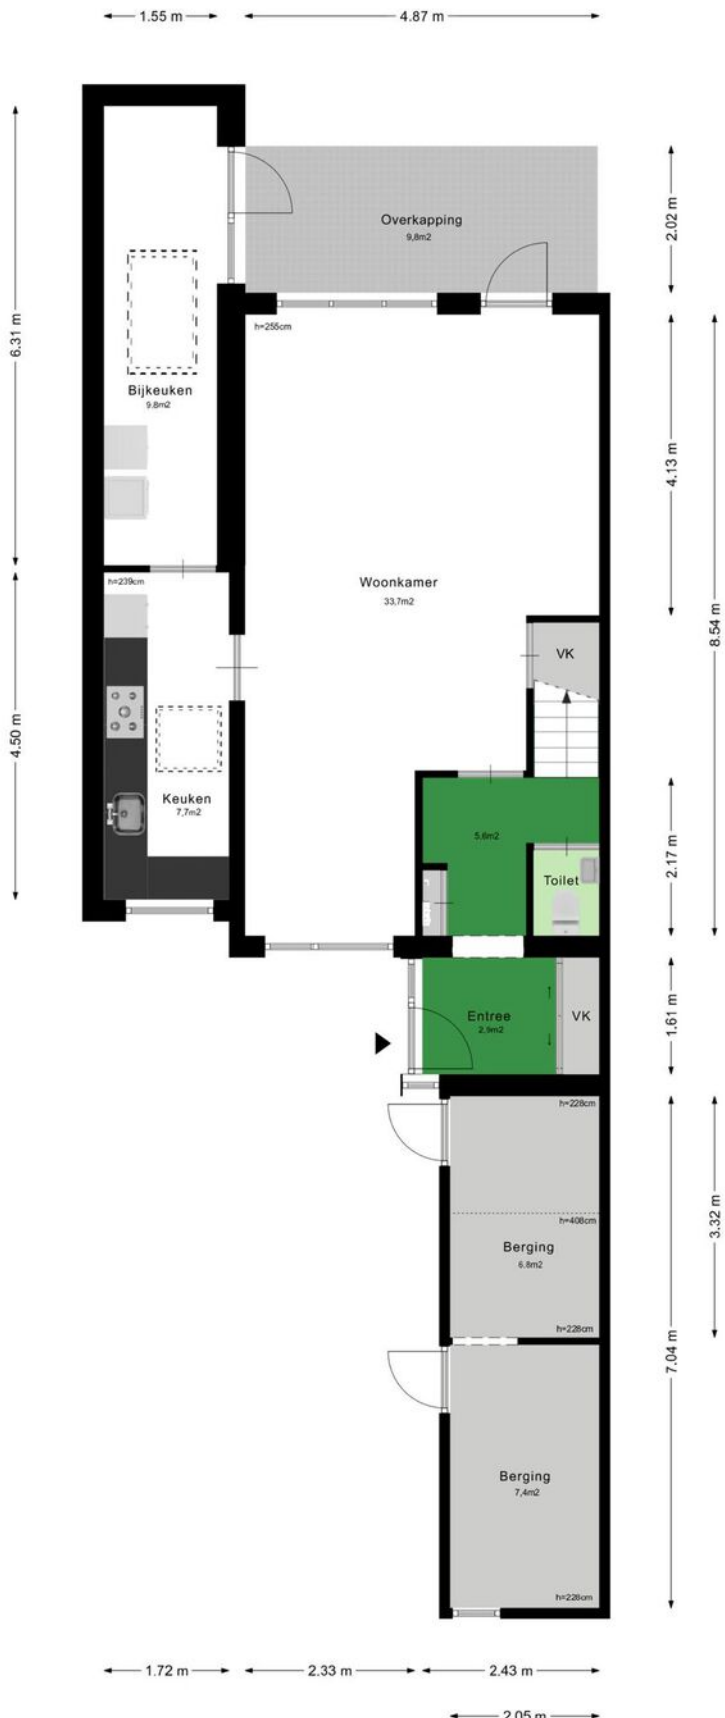 1.55 m
4.87 m
Overkapping
9,8m2
2.02 m
h=255cm
6.31 m
Bijkeuken
9.8m2
4.13 m
h=239cm
Woonkamer
33,7m2
8.54 m
VK
4.50 m
Keuken
7,7m2
5,6m2
2.17 m
Toilet
Entree
2,9m2
VK
1.61 m
h=228cm
3.32 m
h=408cm
Berging
6.8m2
h=228cm
7.04 m
Berging
7,4m2
h=228cm
1.72 m
2.33 m
2.43 m
2.05 m